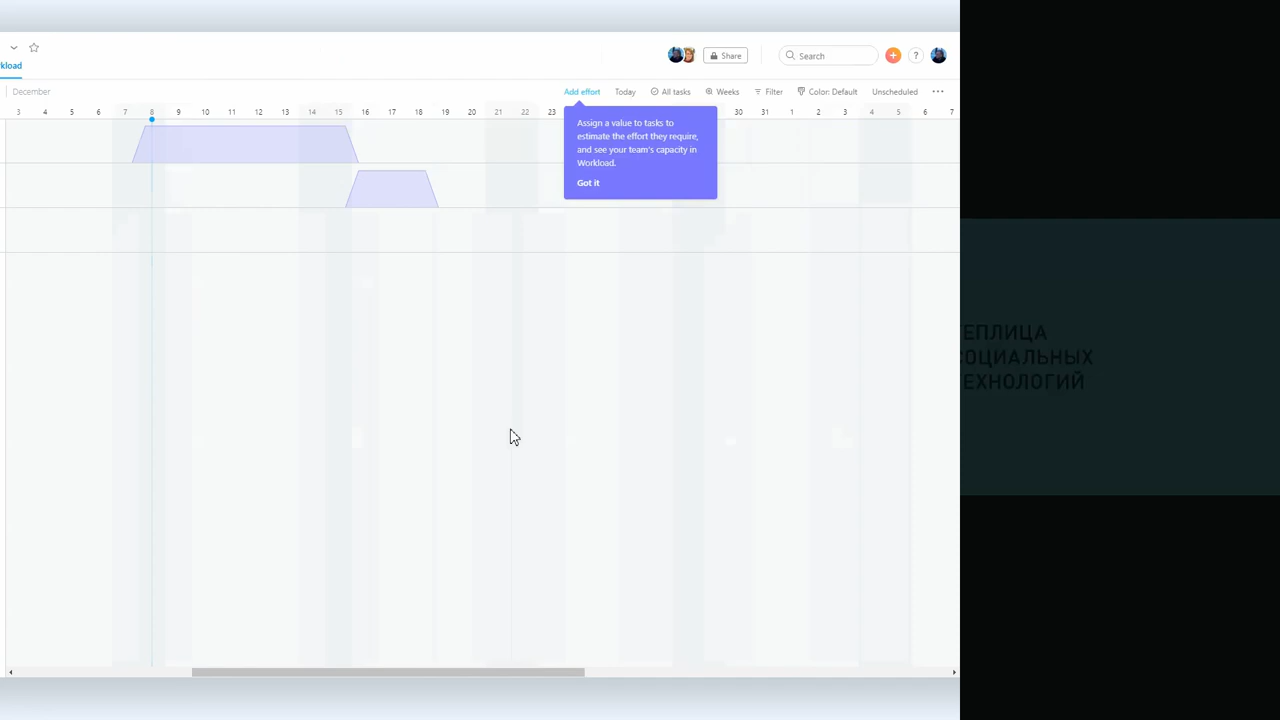 Share
Search
+
?
kload
December
Add effort
Today
All tasks
Weeks
Filter
Color: Default
Unscheduled
3 4 5 6 7 8 9 10 11 12 13 14 15 16 17 18 19 20 21 22 23 30 31 1 2 3 4 5 6 7
Assign a value to tasks to
estimate the effort they require,
and see your team's capacity in
Workload.
Got it
ЕПЛИЦА
ОЦИАЛЬНЫХ
ЕХНОЛОГИЙ